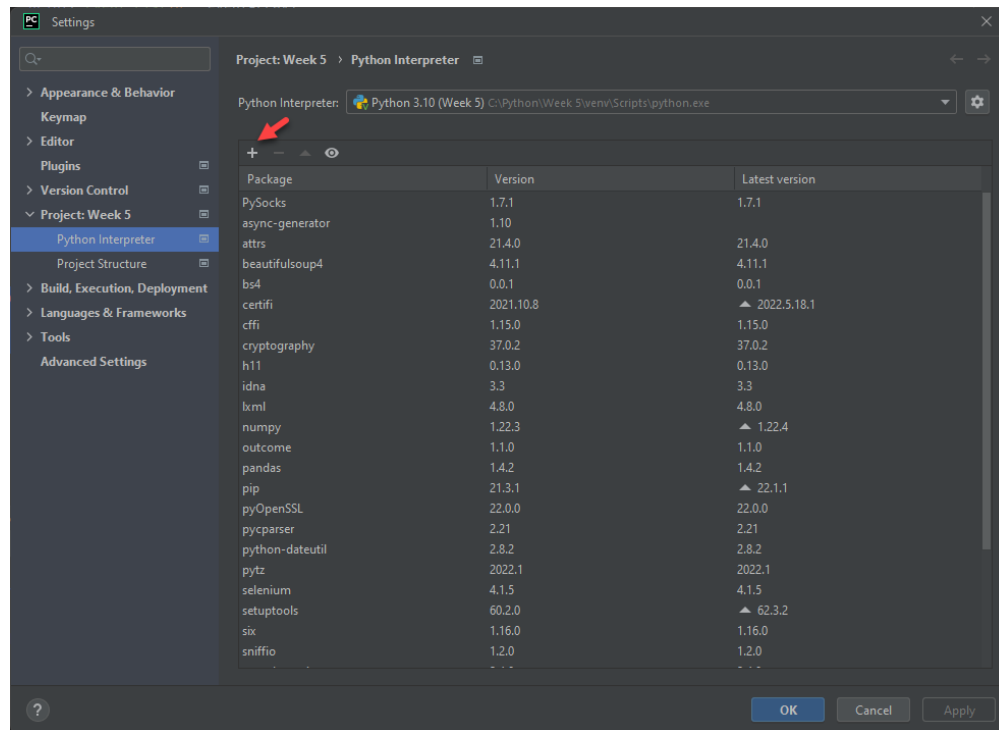 PC Settings
Project: Week 5 > Python Interpreter
> Appearance & Behavior
Keymap
> Editor
Plugins
> Version Control
Project: Week 5
Python Interpreter
Project Structure
> Build, Execution, Deployment
> Languages & Frameworks
> Tools
Advanced Settings
Python Interpreter: Python 3.10 (Week 5) C:\Python\Week 5\venv\Scripts\python.exe
Package Version Latest version
PySocks 1.7.1 1.7.1
async-generator 1.10
attrs 21.4.0 21.4.0
beautifulsoup4 4.11.1 4.11.1
bs4 0.0.1 0.0.1
certifi 2021.10.8 ▲ 2022.5.18.1
cffi 1.15.0 1.15.0
cryptography 37.0.2 37.0.2
h11 0.13.0 0.13.0
idna 3.3 3.3
lxml 4.8.0 4.8.0
numpy 1.22.3 ▲ 1.22.4
outcome 1.1.0 1.1.0
pandas 1.4.2 1.4.2
pip 21.3.1 ▲ 22.1.1
pyOpenSSL 22.0.0 22.0.0
pycparser 2.21 2.21
python-dateutil 2.8.2 2.8.2
pytz 2022.1 2022.1
selenium 4.1.5 4.1.5
setuptools 60.2.0 ▲ 62.3.2
six 1.16.0 1.16.0
sniffio 1.2.0 1.2.0
? OK Cancel Apply